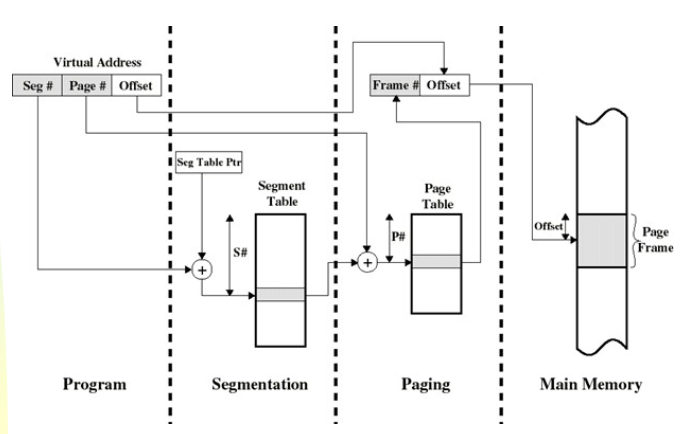 Virtual Address
Seg # Page # Offset
Frame # Offset
Seg Table Ptr
Segment
Table
Page
Table
S#
P#
Offset
Page
Frame
+
+
Program Segmentation Paging Main Memory